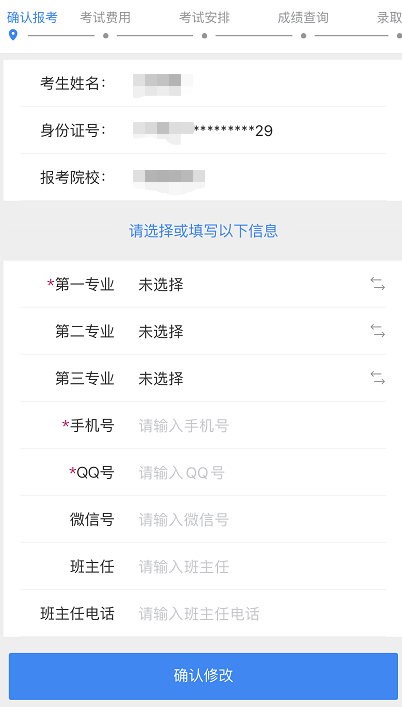 确认报考 考试费用 考试安排 成绩查询 录取
考生姓名：
身份证号： *********29
报考院校：
请选择或填写以下信息
*第一专业 未选择
第二专业 未选择
第三专业 未选择
*手机号 请输入手机号
*QQ号 请输入QQ号
微信号 请输入微信号
班主任 请输入班主任
班主任电话 请输入班主任电话
确认修改